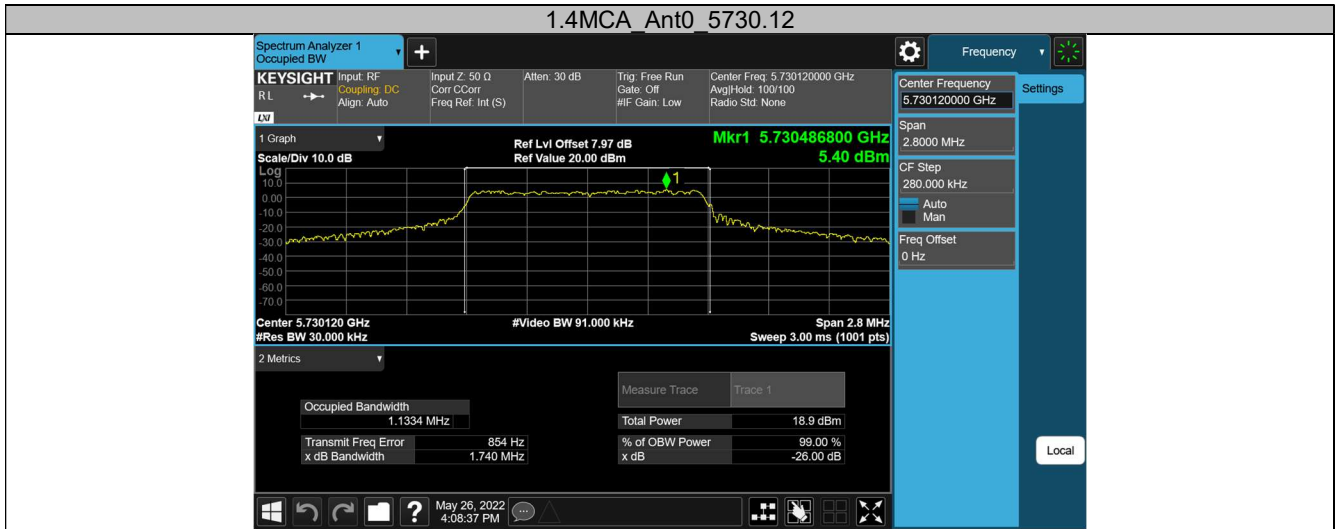 1.4MCA_Ant0_5730.12
Spectrum Analyzer 1
Occupied BW
+
Frequency
KEYSIGHT
R L
LXI
Input: RF
Coupling: DC
Align: Auto
Input Z: 50 Ω
Corr CCorr
Freq Ref: Int (S)
Atten: 30 dB
Trig: Free Run
Gate: Off
#IF Gain: Low
Center Freq: 5.730120000 GHz
Avg|Hold: 100/100
Radio Std: None
Center Frequency
5.730120000 GHz
Settings
Span
2.8000 MHz
CF Step
280.000 kHz
Auto
Man
Freq Offset
0 Hz
1 Graph
Scale/Div 10.0 dB
Ref Lvl Offset 7.97 dB
Ref Value 20.00 dBm
Mkr1 5.730486800 GHz
5.40 dBm
Log
10.0
0.00
-10.0
-20.0
-30.0
-40.0
-50.0
-60.0
-70.0
1
Center 5.730120 GHz
#Res BW 30.000 kHz
#Video BW 91.000 kHz
Span 2.8 MHz
Sweep 3.00 ms (1001 pts)
2 Metrics
Measure Trace Trace 1
Occupied Bandwidth
1.1334 MHz
Total Power 18.9 dBm
Transmit Freq Error 854 Hz
% of OBW Power 99.00 %
x dB Bandwidth 1.740 MHz
x dB -26.00 dB
Local
?
May 26, 2022
4:08:37 PM